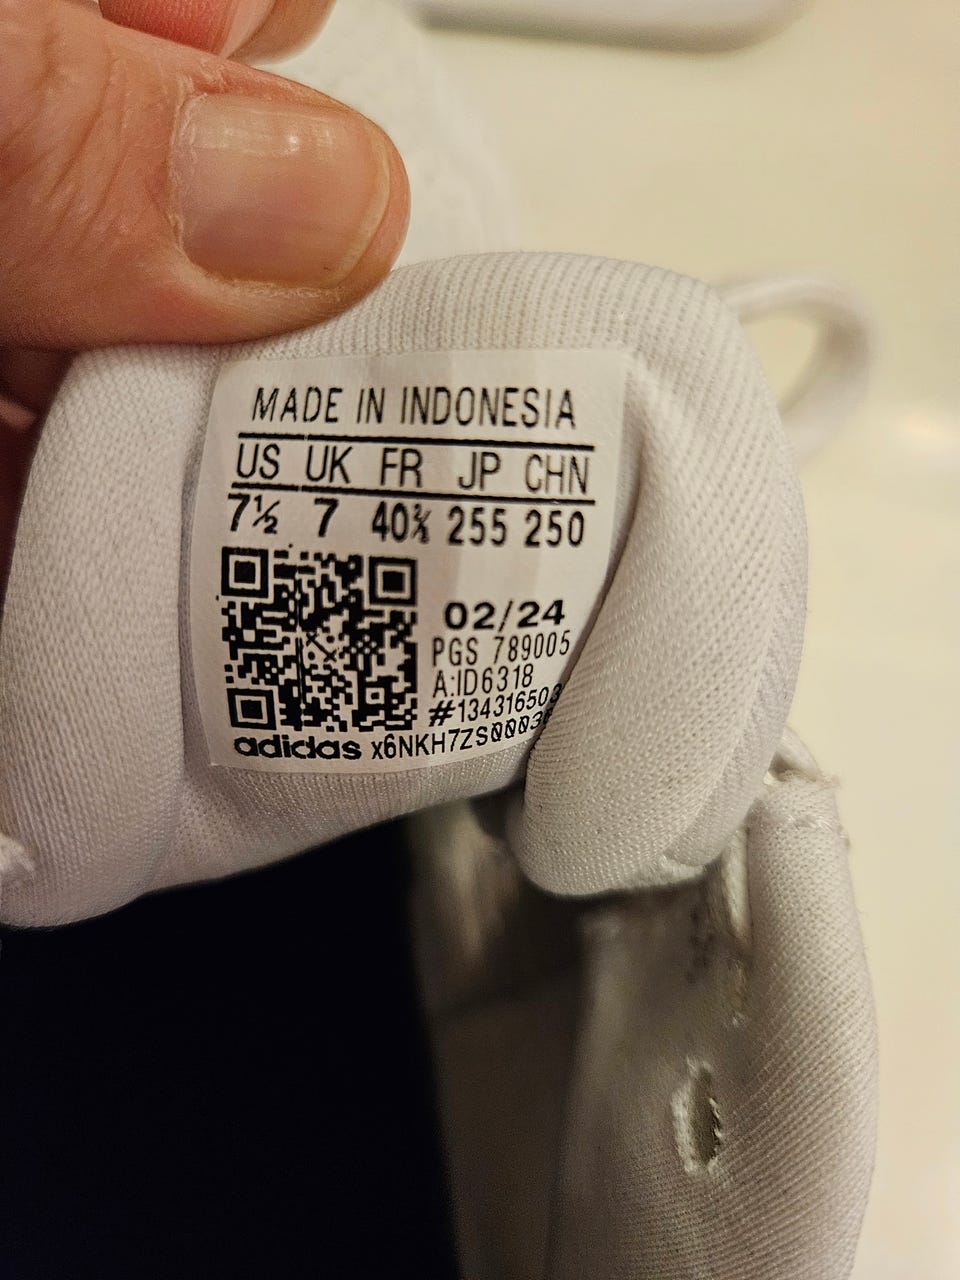 MADE IN INDONESIA
US UK FR JP CHN
7½ 7 40⅔ 255 250
02/24
PGS 789005
A:ID6318
#134316503
adidas